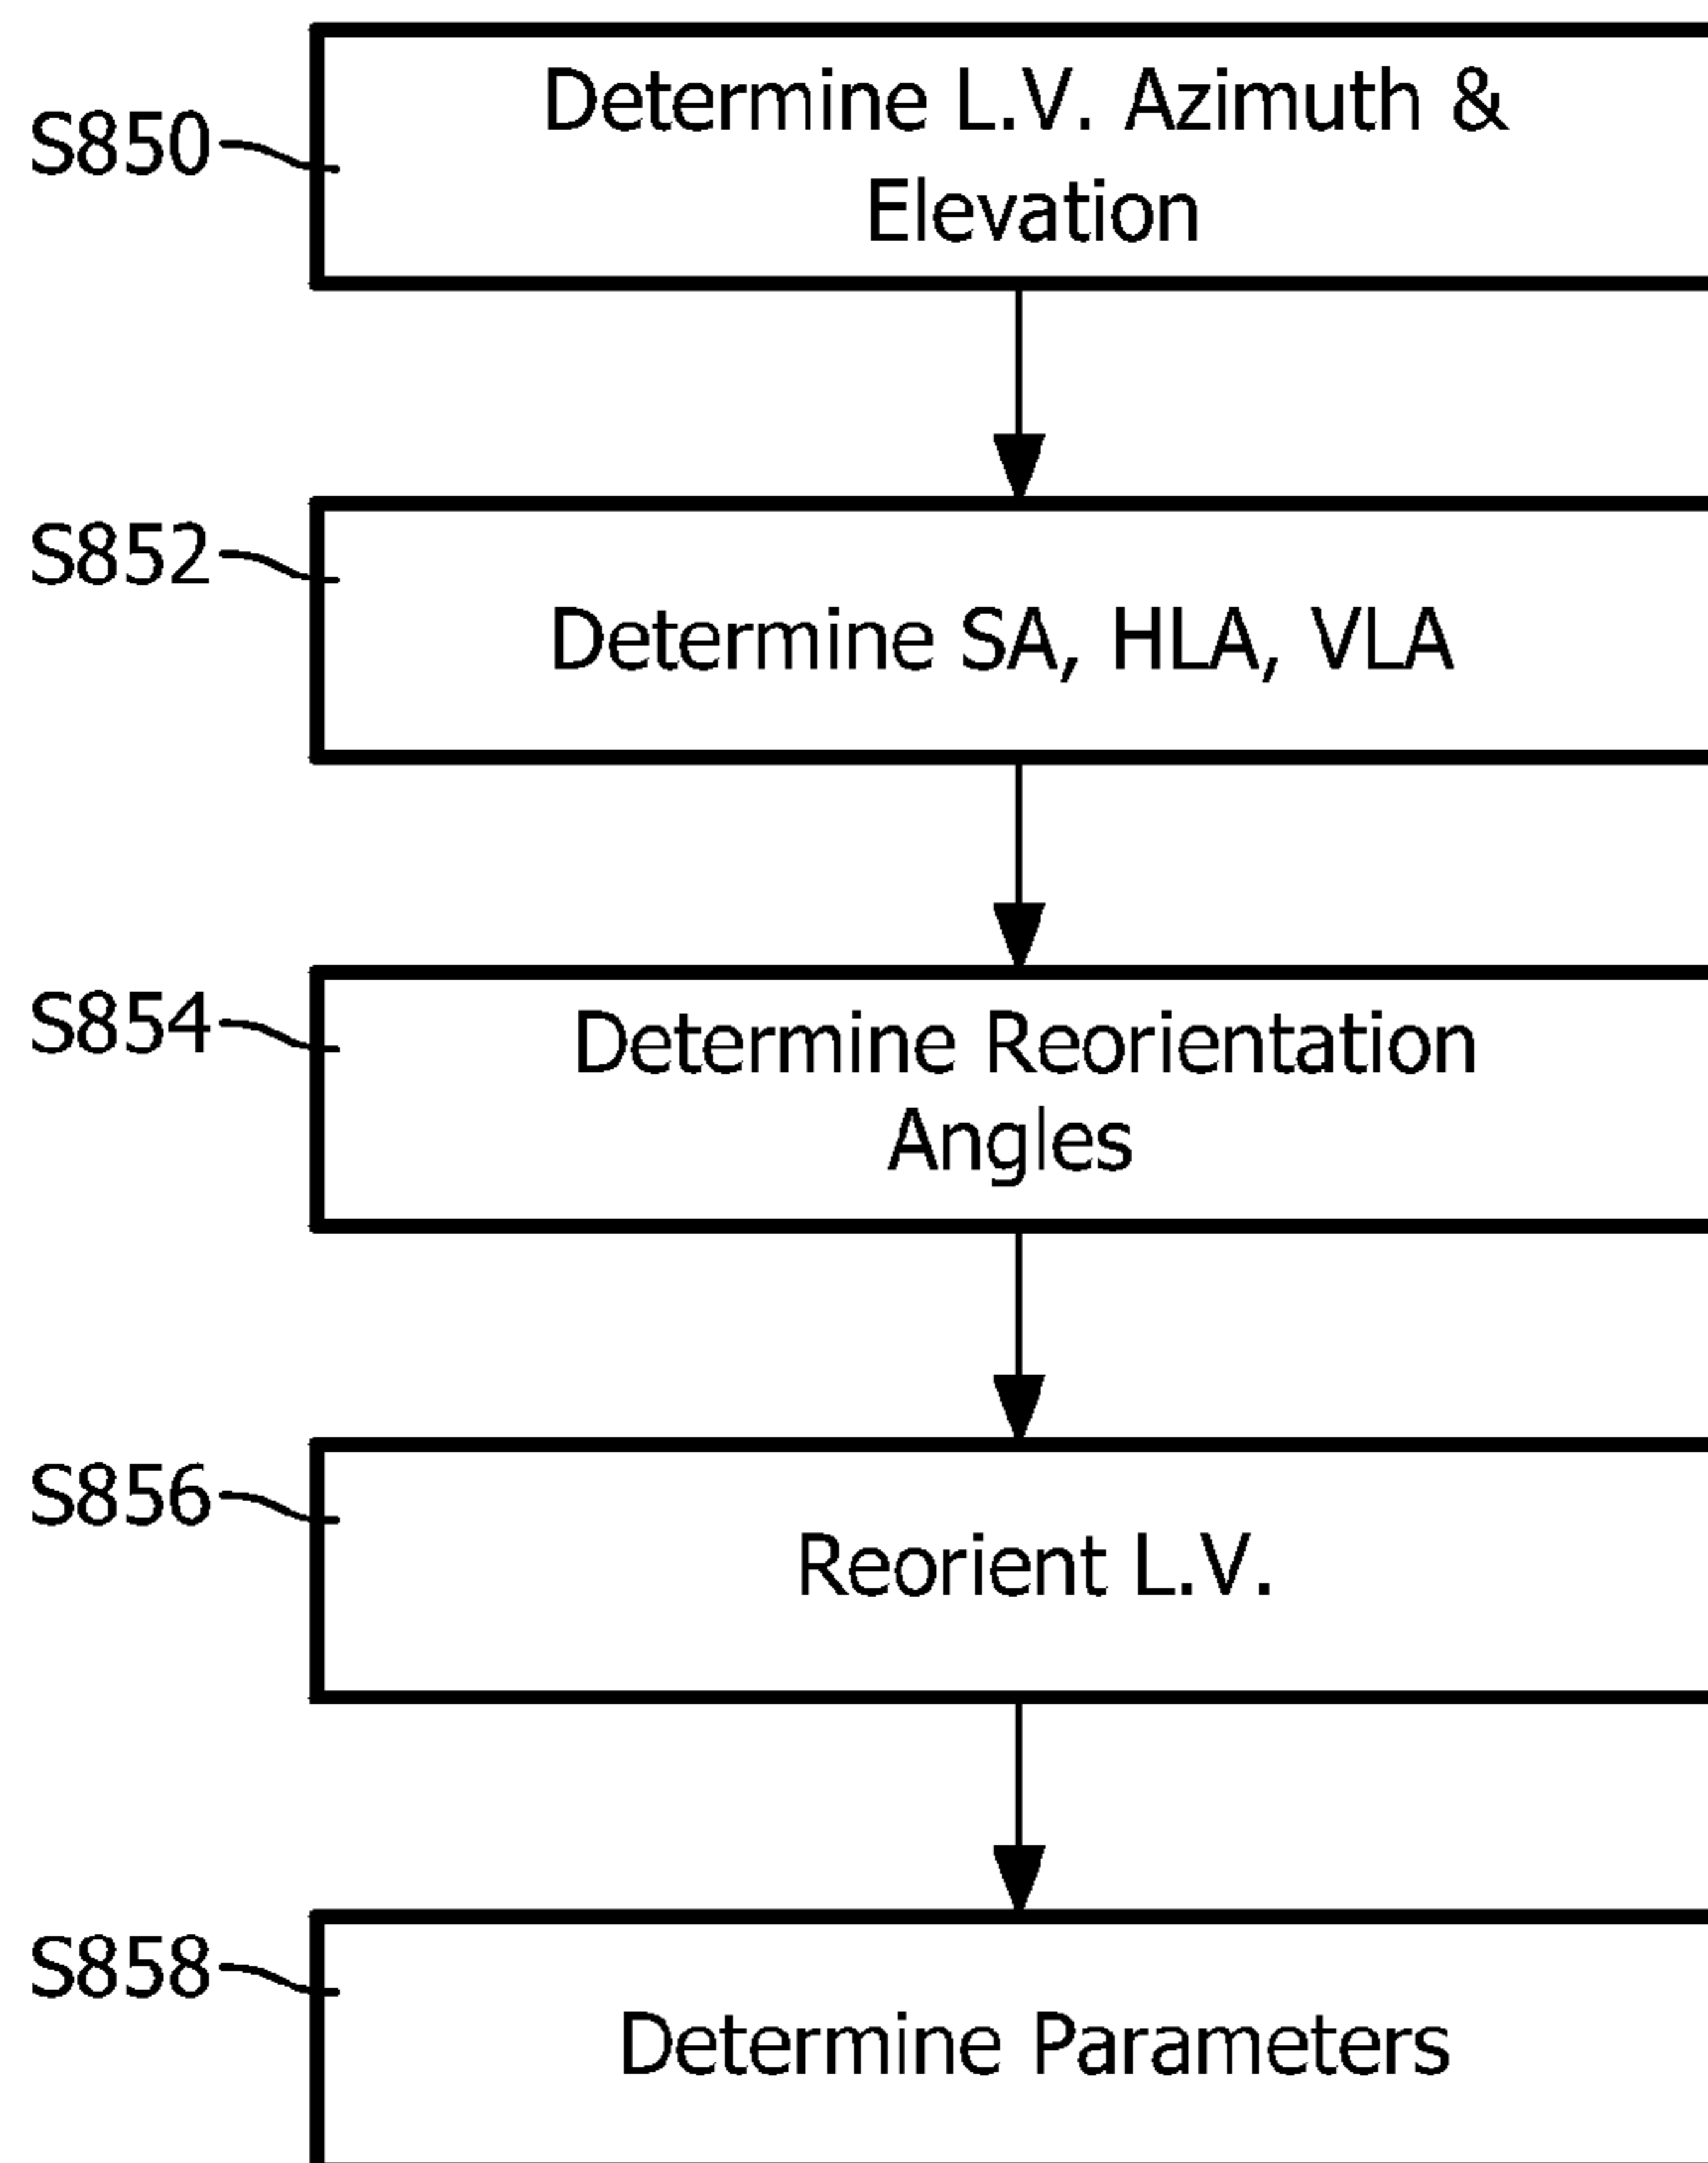 S850
Determine L.V. Azimuth &
Elevation
S852
Determine SA, HLA, VLA
S854
Determine Reorientation
Angles
S856
Reorient L.V.
S858
Determine Parameters